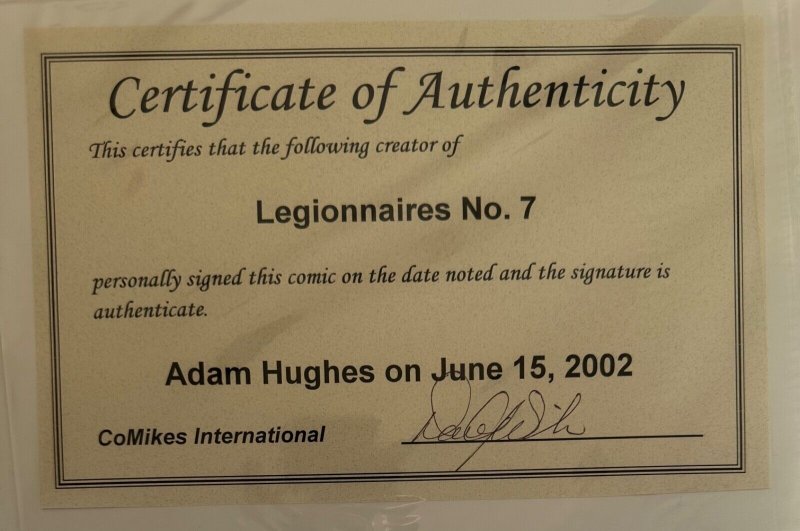 Certificate of Authenticity
This certifies that the following creator of
Legionnaires No. 7
personally signed this comic on the date noted and the signature is
authenticate.
Adam Hughes on June 15, 2002
CoMikes International